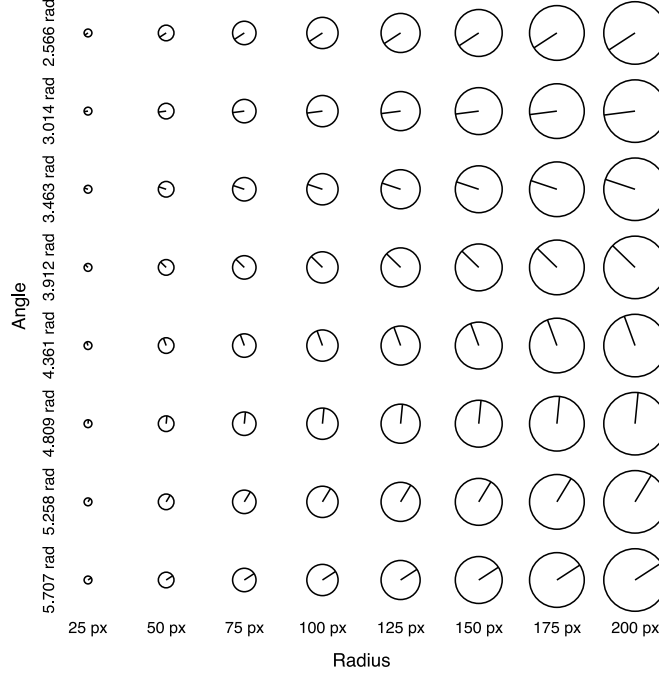 2.566 rad
3.014 rad
3.463 rad
3.912 rad
4.361 rad
4.809 rad
5.258 rad
5.707 rad
Angle
25 px 50 px 75 px 100 px 125 px 150 px 175 px 200 px
Radius